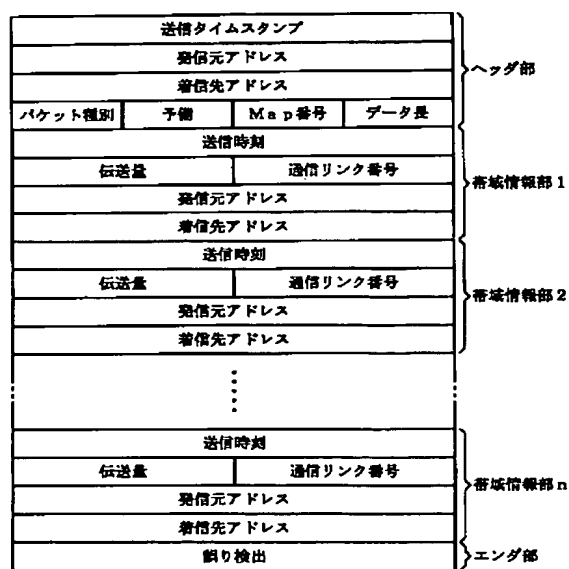 送信タイムスタンプ
発信元アドレス
着信先アドレス
パケット種別 予備 Map番号 データ長
ヘッダ部
送信時刻
伝送量 通信リンク番号
発信元アドレス
着信先アドレス
帯域情報部1
送信時刻
伝送量 通信リンク番号
発信元アドレス
着信先アドレス
帯域情報部2
送信時刻
伝送量 通信リンク番号
発信元アドレス
着信先アドレス
帯域情報部n
誤り検出
エンダ部